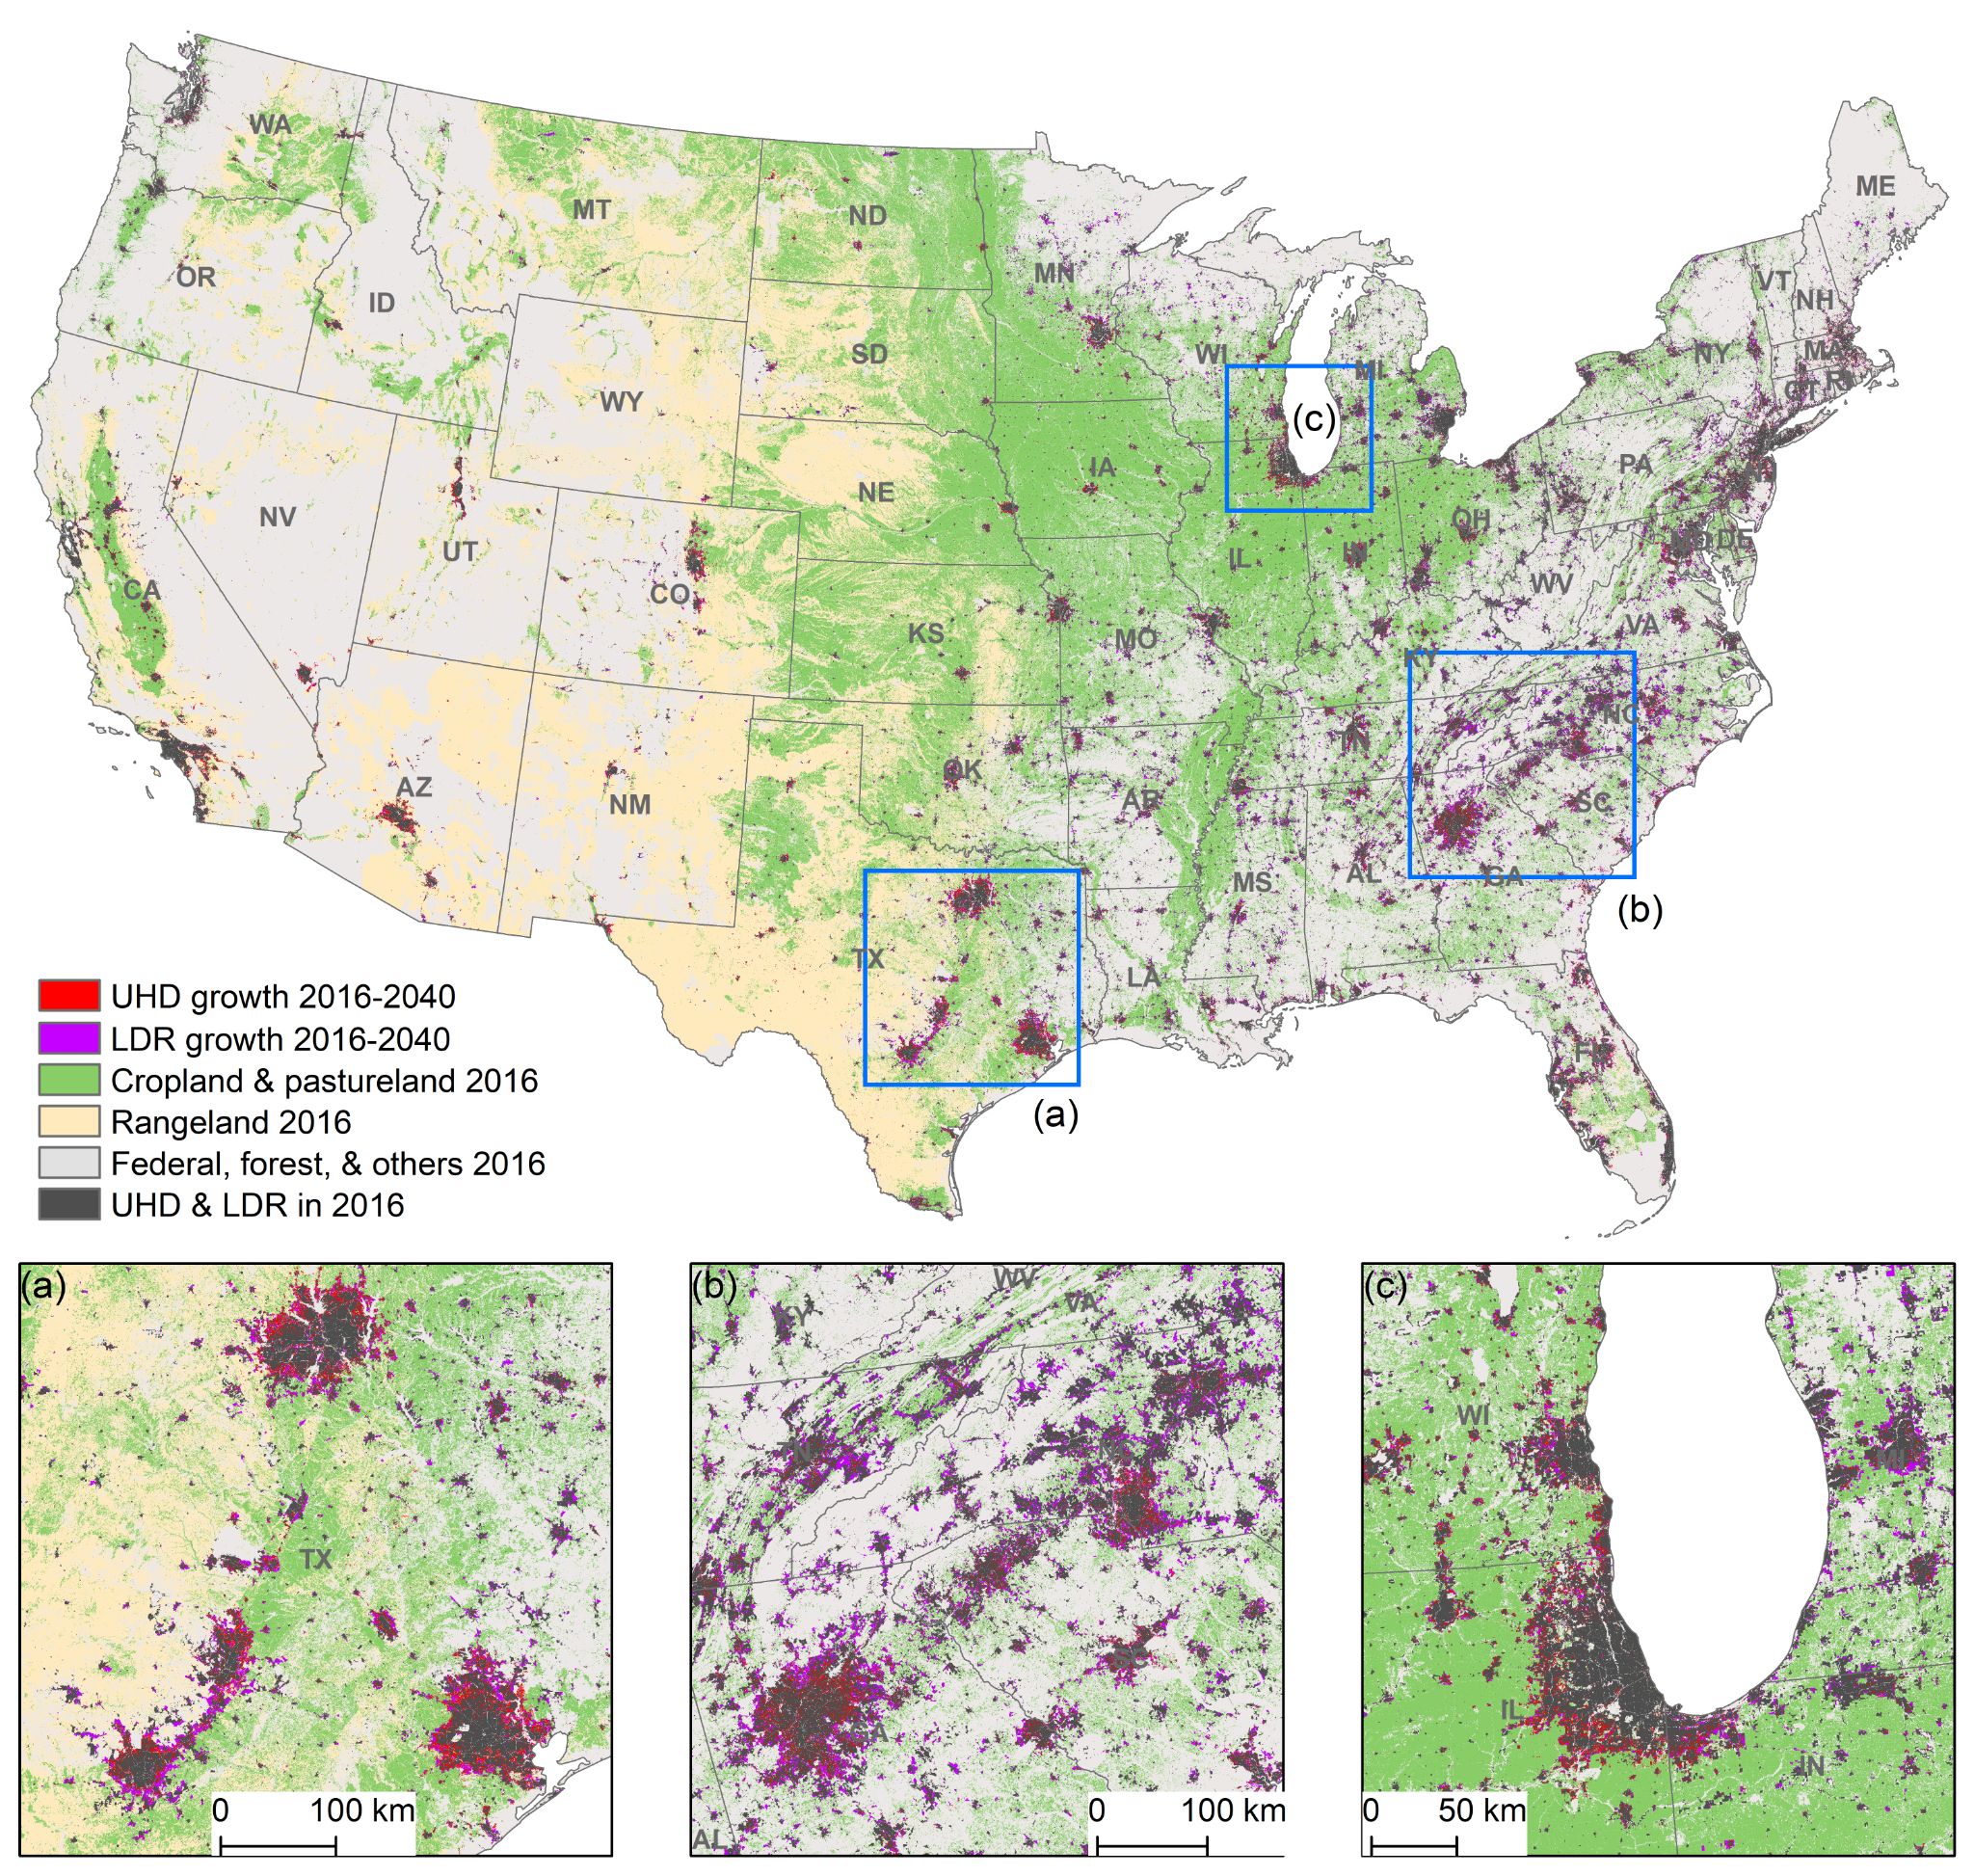 WA
ME
MT
ND
OR
MN
VT
ID
NH
SD
WI
NY
MA
MI
WY
CT
RI
(c)
IA
PA
NE
NJ
NV
OH
UT
IL
IN
MD
DE
CA
CO
WV
KS
MO
VA
KY
NC
TN
OK
AZ
NM
AR
SC
MS
AL
GA
(b)
TX
LA
FL
(a)
UHD growth 2016-2040
LDR growth 2016-2040
Cropland & pastureland 2016
Rangeland 2016
Federal, forest, & others 2016
UHD & LDR in 2016
(a)
TX
0 100 km
(b)
WV
VA
KY
TN
NC
SC
GA
AL
0 100 km
(c)
WI
MI
IL
IN
0 50 km